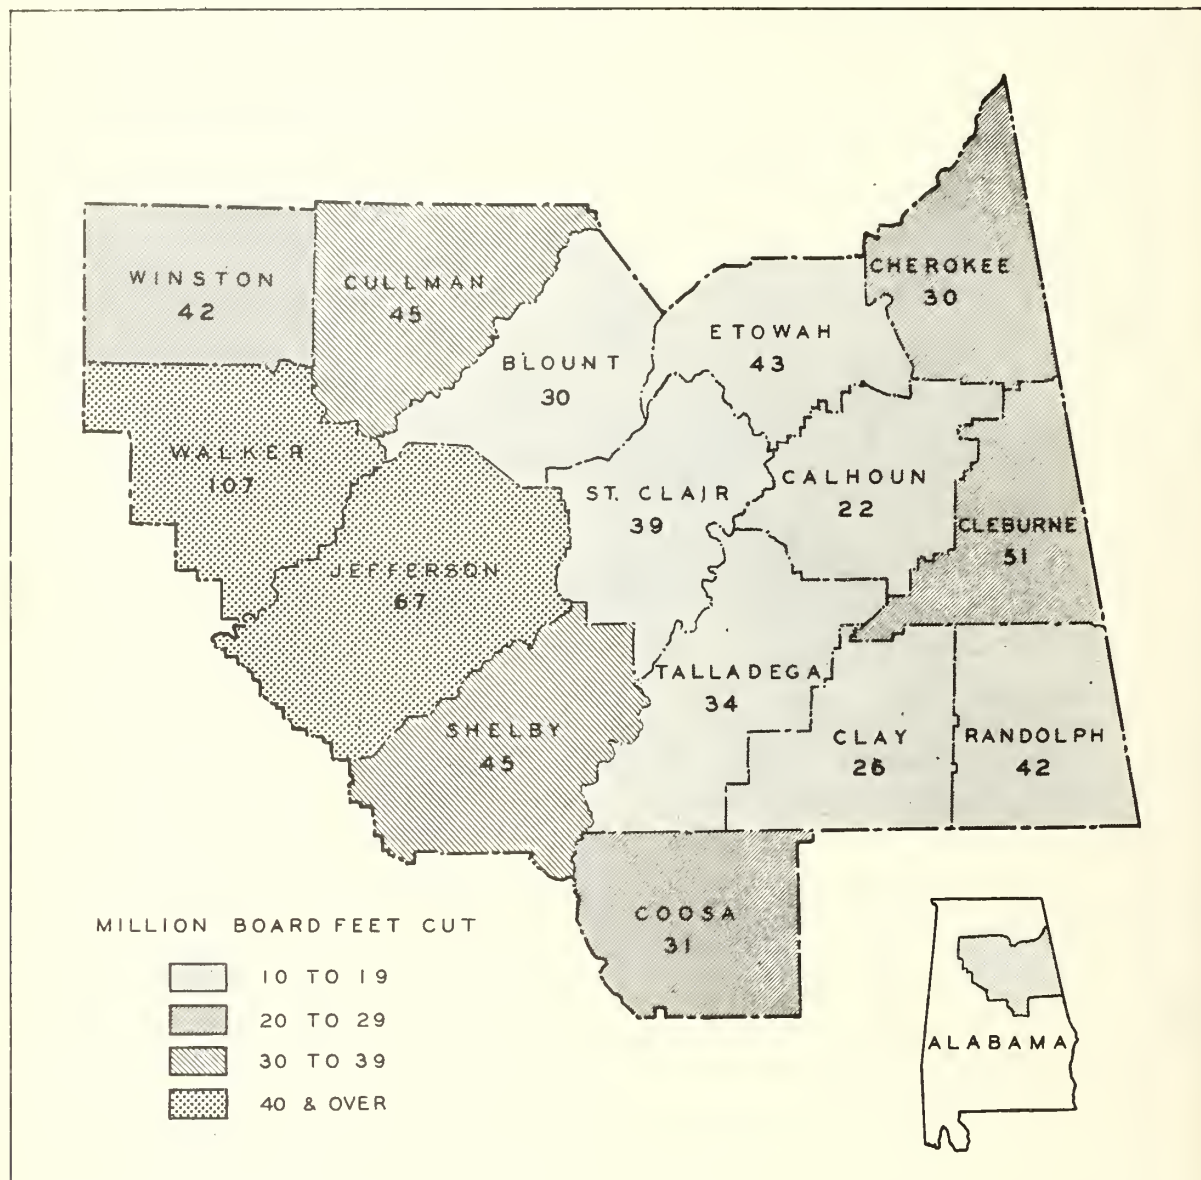 WINSTON
42
CULLMAN
45
CHEROKEE
30
ETOWAH
43
BLOUNT
30
WALKER
107
ST. CLAIR
39
CALHOUN
22
CLEBURNE
51
JEFFERSON
67
TALLADEGA
34
SHELBY
45
CLAY
26
RANDOLPH
42
COOSA
31
MILLION BOARD FEET CUT
10 TO 19
20 TO 29
30 TO 39
40 & OVER
ALABAMA